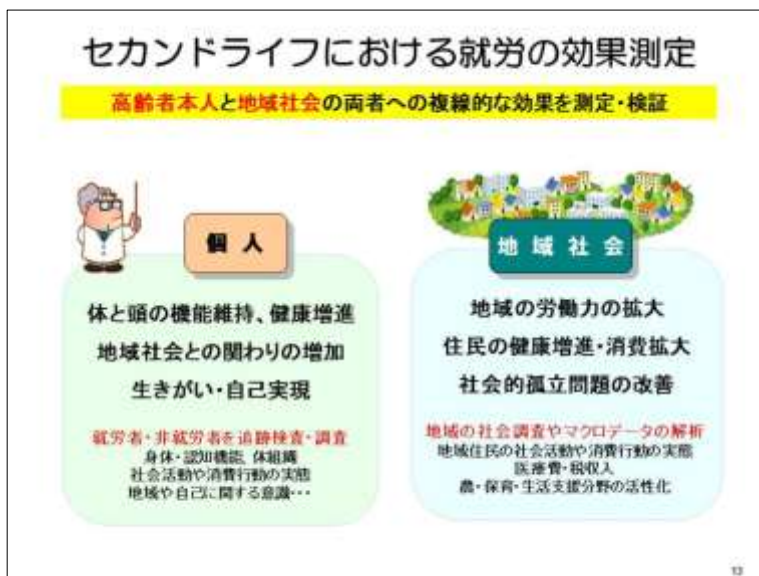 セカンドライフにおける就労の効果測定
高齢者本人と地域社会の両者への複線的な効果を測定・検証
個人
体と頭の機能維持、健康増進
地域社会との関わりの増加
生きがい・自己実現
就労者・非就労者を追跡検査・調査
身体・認知機能、体組織
社会活動や消費行動の実態
地域や自己に関する意識・・・
地域社会
地域の労働力の拡大
住民の健康増進・消費拡大
社会的孤立問題の改善
地域の社会調査やマクロデータの解析
地域住民の社会活動や消費行動の実態
医療費・税収入
農・保育・生活支援分野の活性化
13